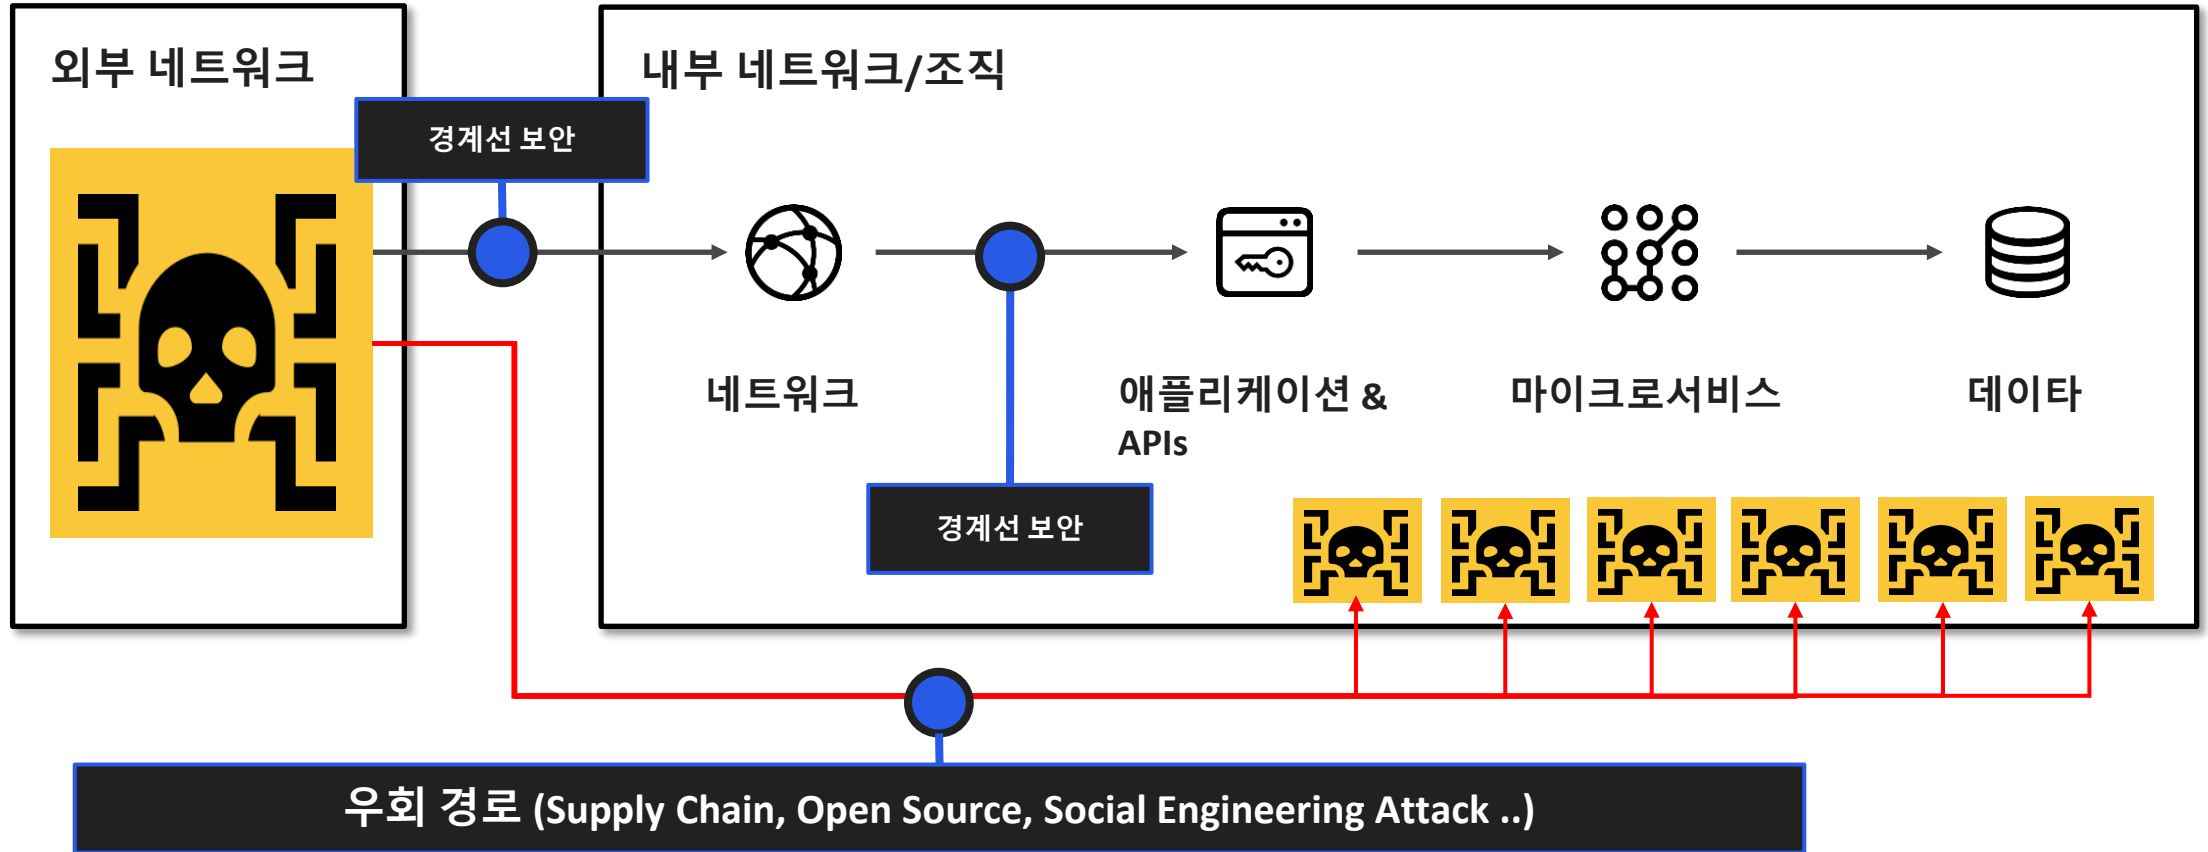 외부 네트워크
내부 네트워크/조직
경계선 보안
네트워크
애플리케이션 &
APIs
마이크로서비스
데이타
경계선 보안
우회 경로 (Supply Chain, Open Source, Social Engineering Attack ..)